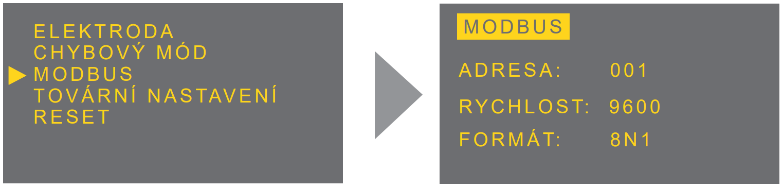 ELEKTRODA
CHYBOVÝ MÓD
MODBUS
TOVÁRNÍ NASTAVENÍ
RESET
MODBUS
ADRESA: 001
RYCHLOST: 9600
FORMÁT: 8N1